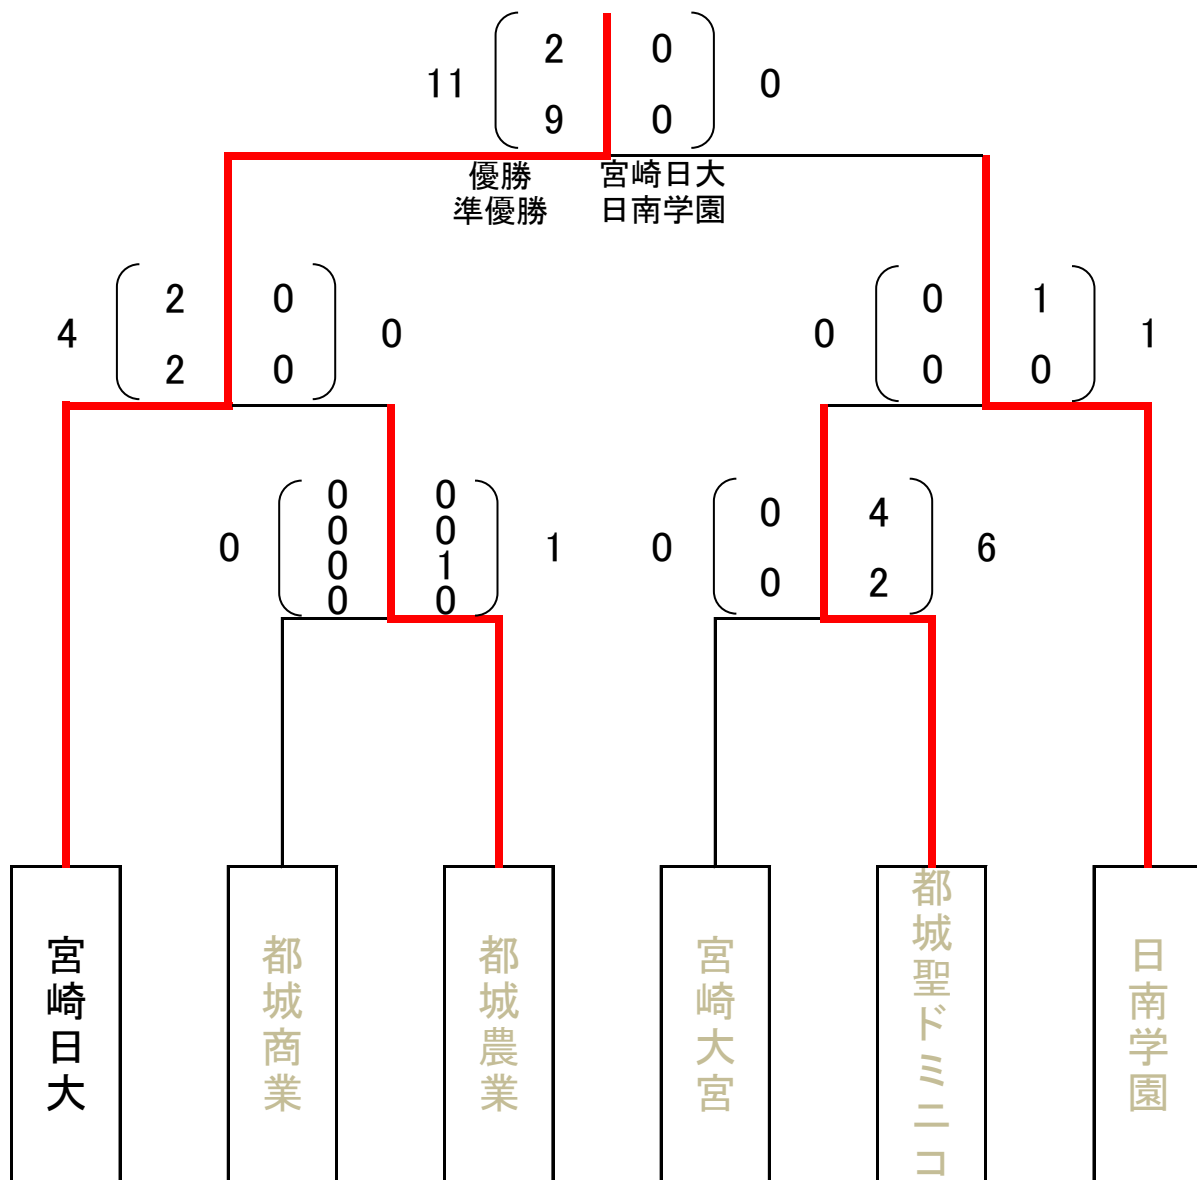 2 0
11 0
9 0
優勝 宮崎日大
準優勝 日南学園
2 0 0 1
4 0 0 1
2 0 0 0
0 0
0 0 0 4
0 1 0 6
0 1 0 2
0 0
宮崎日大
都城商業
都城農業
宮崎大宮
都城聖ドミニコ
日南学園